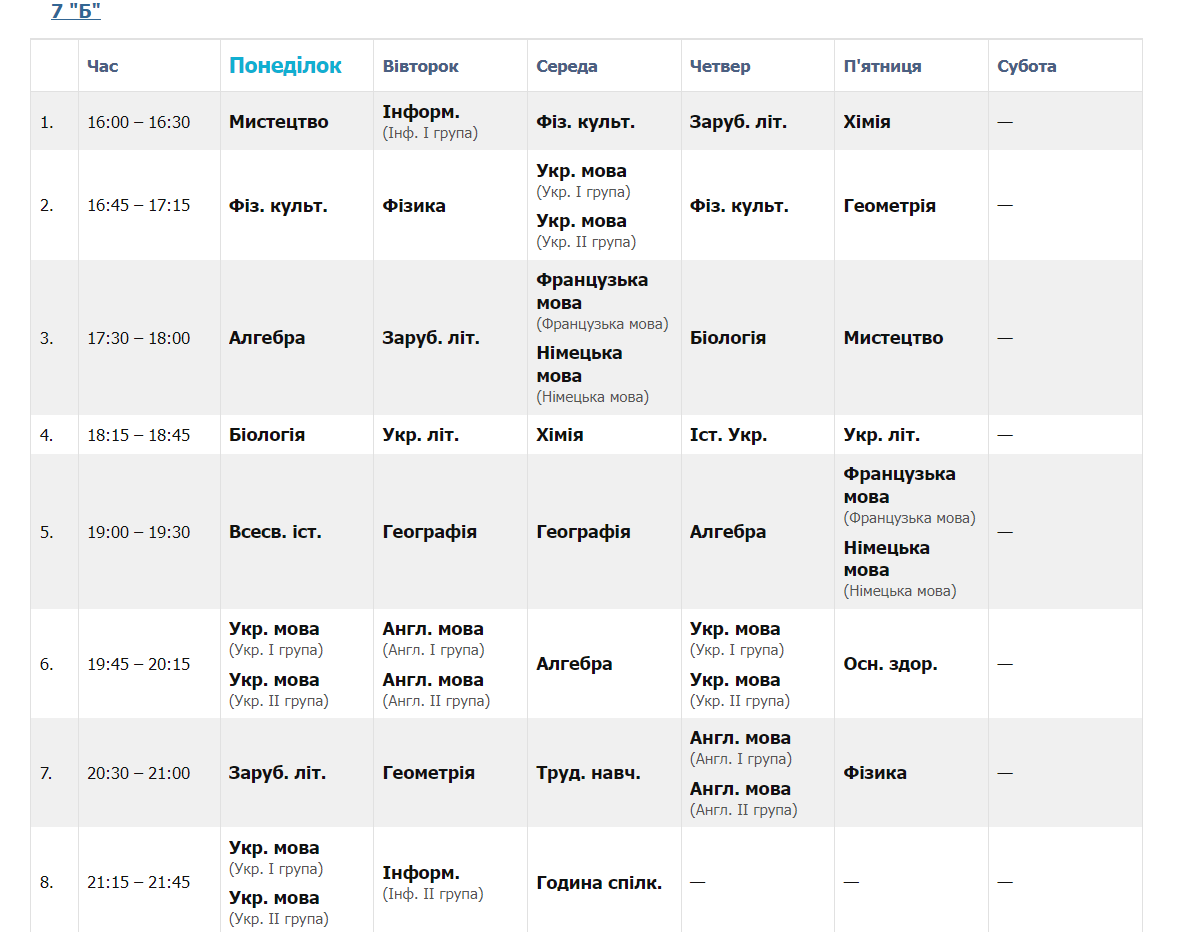 7 "Б"
Час Понеділок Вівторок Середа Четвер П'ятниця Субота
1. 16:00 – 16:30 Мистецтво Інформ. (Інф. I група) Фіз. культ. Заруб. літ. Хімія —
2. 16:45 – 17:15 Фіз. культ. Фізика Укр. мова (Укр. I група) Укр. мова (Укр. II група) Фіз. культ. Геометрія —
3. 17:30 – 18:00 Алгебра Заруб. літ. Французька мова (Французька мова) Німецька мова (Німецька мова) Біологія Мистецтво —
4. 18:15 – 18:45 Біологія Укр. літ. Хімія Іст. Укр. Укр. літ. —
5. 19:00 – 19:30 Всесв. іст. Географія Географія Алгебра Французька мова (Французька мова) Німецька мова (Німецька мова) —
6. 19:45 – 20:15 Укр. мова (Укр. I група) Укр. мова (Укр. II група) Англ. мова (Англ. I група) Англ. мова (Англ. II група) Алгебра Укр. мова (Укр. I група) Укр. мова (Укр. II група) Осн. здор. —
7. 20:30 – 21:00 Заруб. літ. Геометрія Труд. навч. Англ. мова (Англ. I група) Англ. мова (Англ. II група) Фізика —
8. 21:15 – 21:45 Укр. мова (Укр. I група) Укр. мова (Укр. II група) Інформ. (Інф. II група) Година спілк. — — —